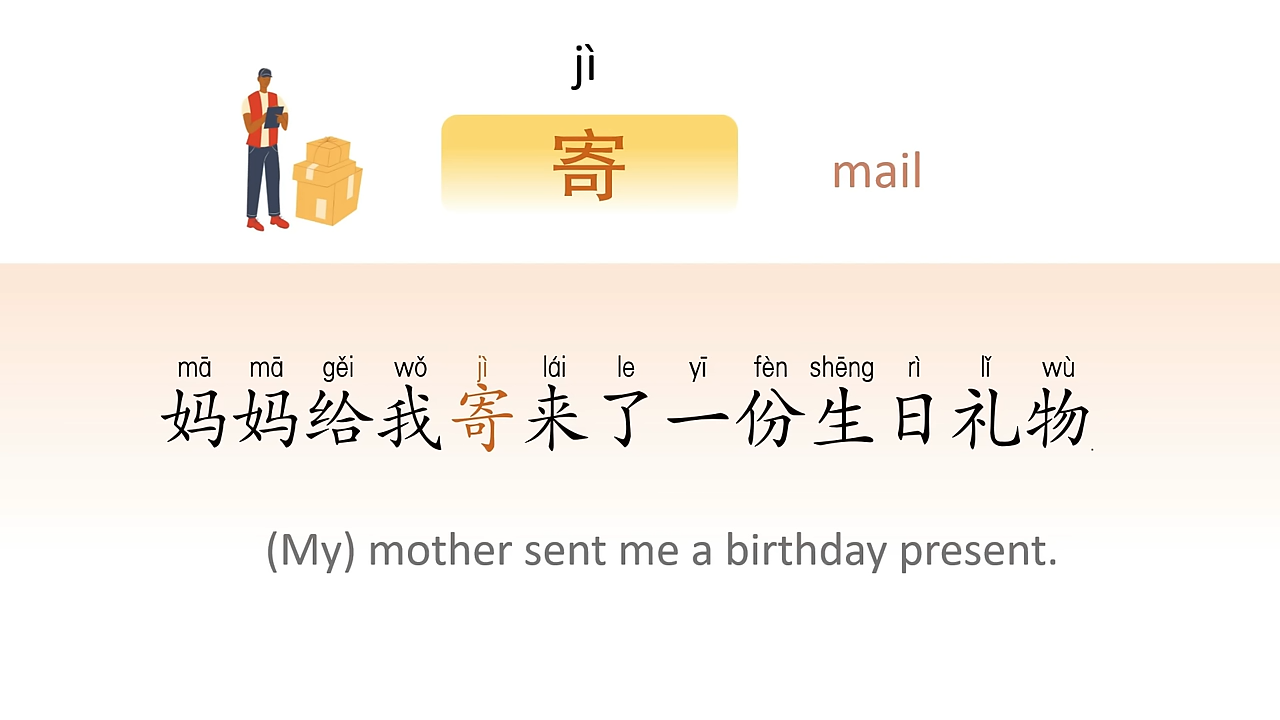 jì
寄
mail
mā mā gěi wǒ jì lái le yī fèn shēng rì lǐ wù
妈妈给我寄来了一份生日礼物.
(My) mother sent me a birthday present.